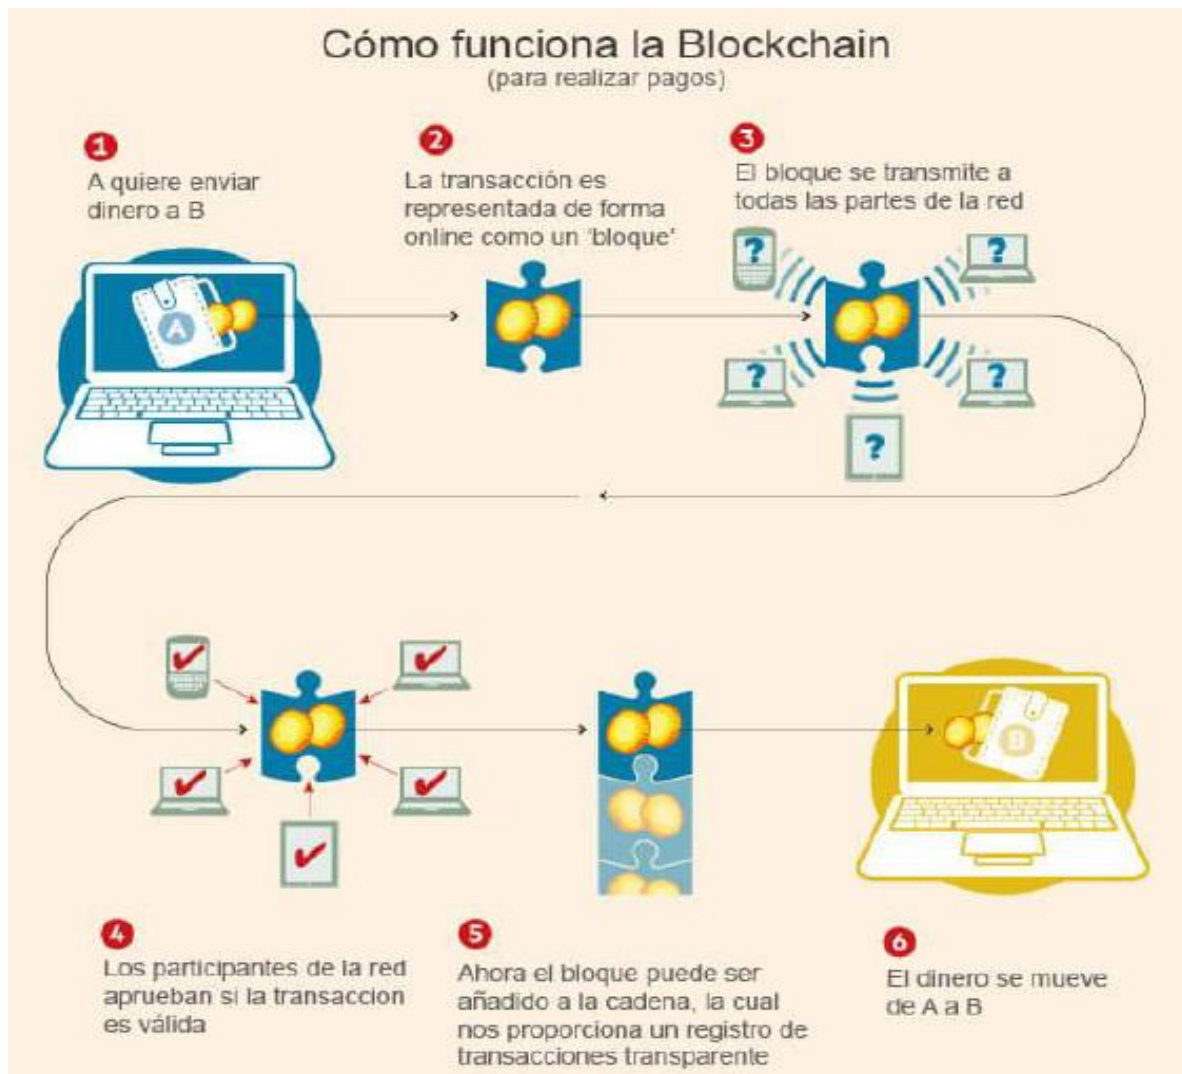 Cómo funciona la Blockchain
(para realizar pagos)
1
A quiere enviar
dinero a B
2
La transacción es
representada de forma
online como un 'bloque'
3
El bloque se transmite a
todas las partes de la red
A
?
?
?
?
?
B
4
Los participantes de la red
aprueban si la transaccion
es válida
5
Ahora el bloque puede ser
añadido a la cadena, la cual
nos proporciona un registro de
transacciones transparente
6
El dinero se mueve
de A a B